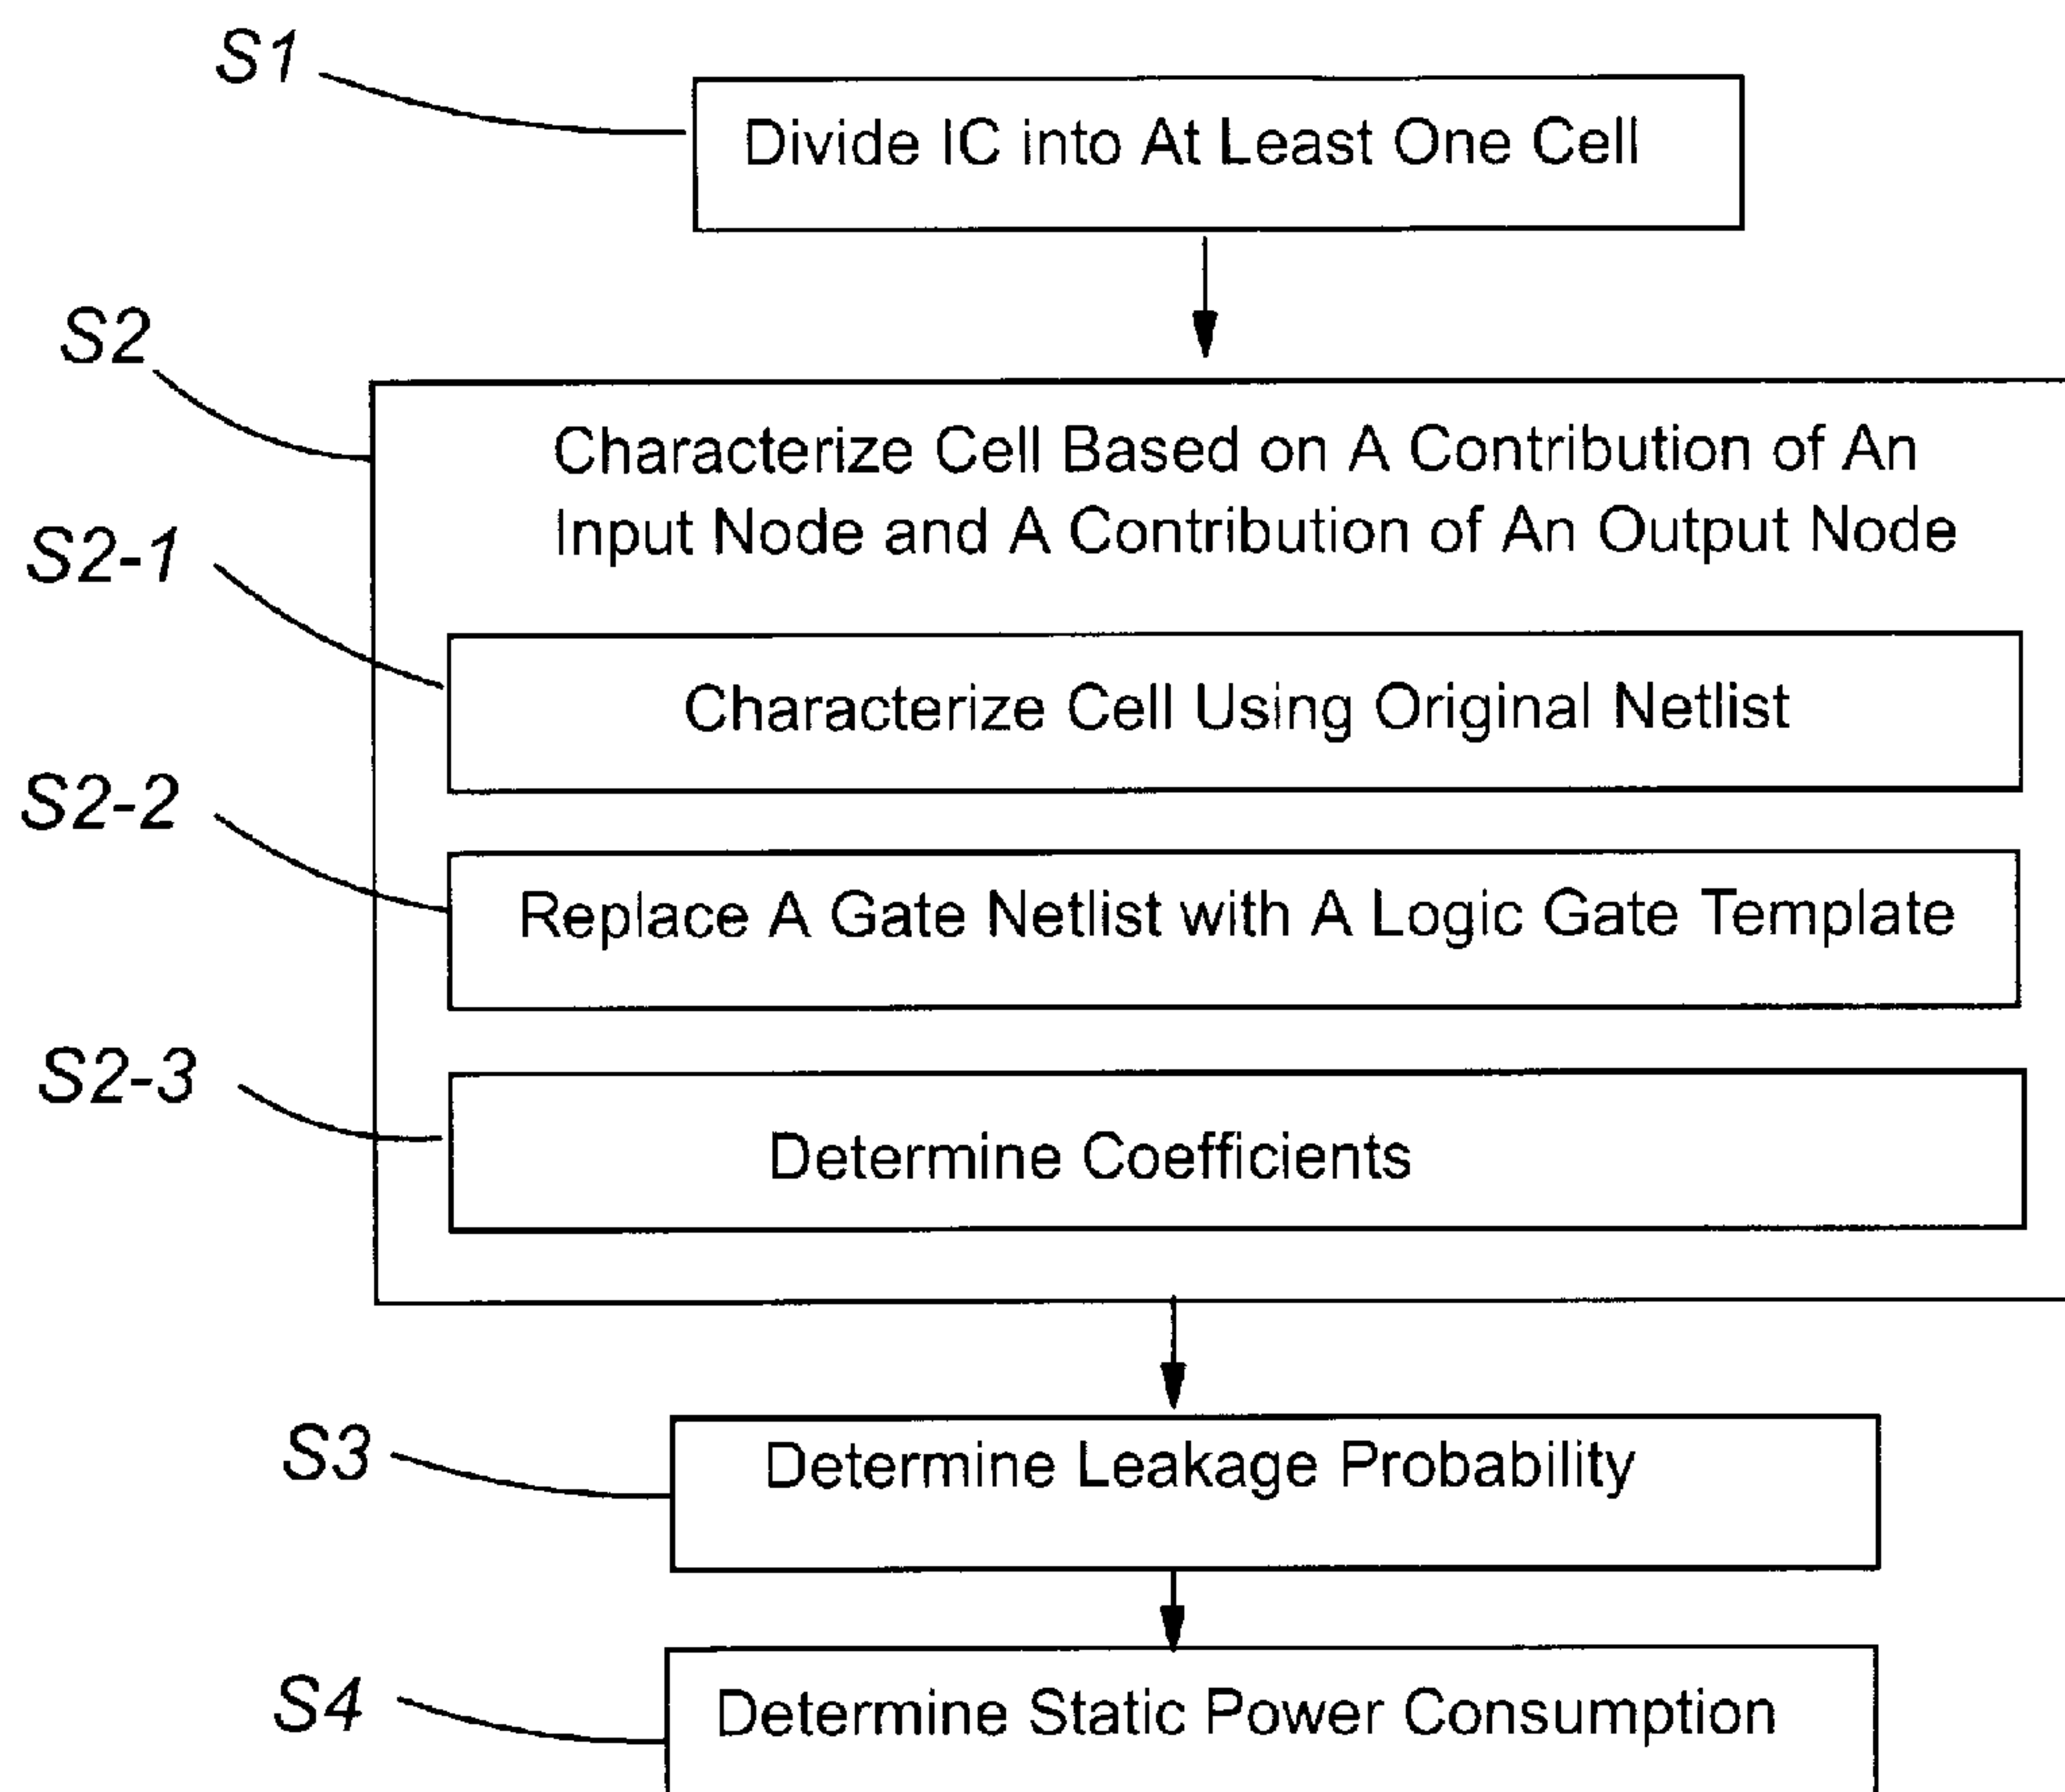 S1
Divide IC into At Least One Cell
S2
Characterize Cell Based on A Contribution of An
Input Node and A Contribution of An Output Node
S2-1
Characterize Cell Using Original Netlist
S2-2
Replace A Gate Netlist with A Logic Gate Template
S2-3
Determine Coefficients
S3
Determine Leakage Probability
S4
Determine Static Power Consumption